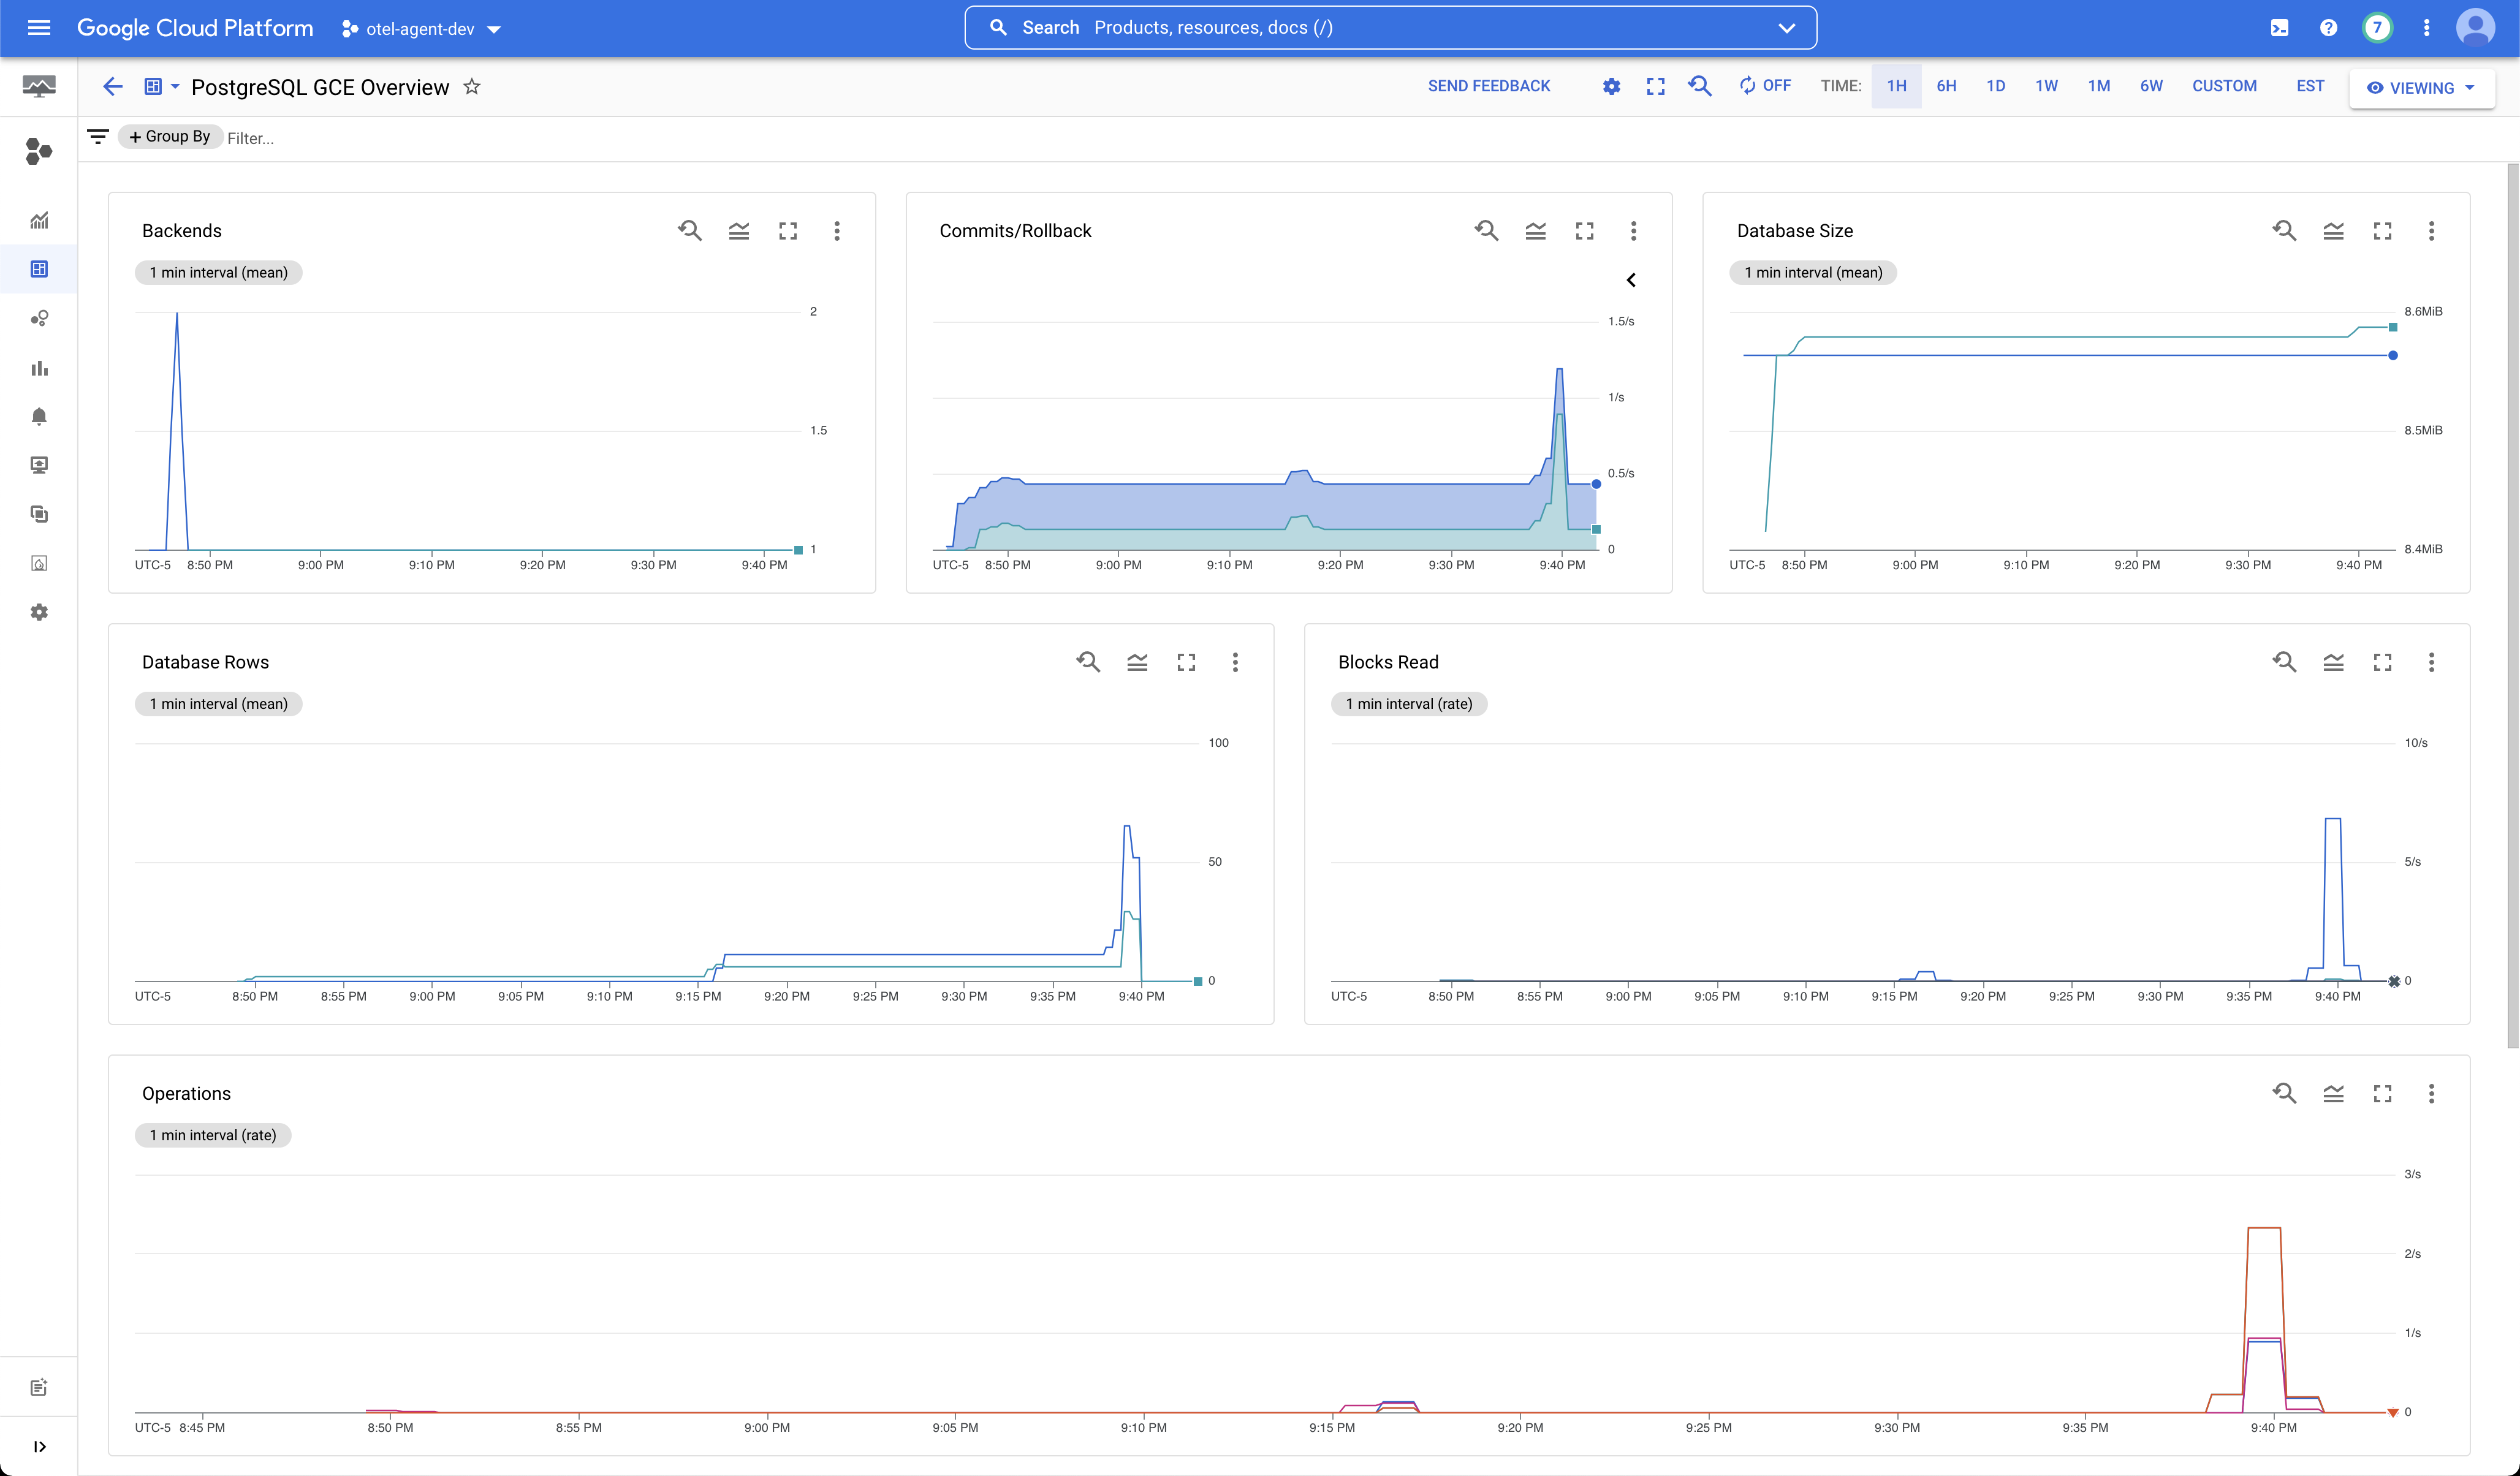 Google Cloud Platform otel-agent-dev Search Products, resources, docs (/) 7
PostgreSQL GCE Overview SEND FEEDBACK OFF TIME: 1H 6H 1D 1W 1M 6W CUSTOM EST VIEWING
+ Group By Filter...
Backends
1 min interval (mean)
2
1.5
1
UTC-5 8:50 PM 9:00 PM 9:10 PM 9:20 PM 9:30 PM 9:40 PM
Commits/Rollback
1.5/s
1/s
0.5/s
0
UTC-5 8:50 PM 9:00 PM 9:10 PM 9:20 PM 9:30 PM 9:40 PM
Database Size
1 min interval (mean)
8.6MiB
8.5MiB
8.4MiB
UTC-5 8:50 PM 9:00 PM 9:10 PM 9:20 PM 9:30 PM 9:40 PM
Database Rows
1 min interval (mean)
100
50
0
UTC-5 8:50 PM 8:55 PM 9:00 PM 9:05 PM 9:10 PM 9:15 PM 9:20 PM 9:25 PM 9:30 PM 9:35 PM 9:40 PM
Blocks Read
1 min interval (rate)
10/s
5/s
0
UTC-5 8:50 PM 8:55 PM 9:00 PM 9:05 PM 9:10 PM 9:15 PM 9:20 PM 9:25 PM 9:30 PM 9:35 PM 9:40 PM
Operations
1 min interval (rate)
3/s
2/s
1/s
0
UTC-5 8:45 PM 8:50 PM 8:55 PM 9:00 PM 9:05 PM 9:10 PM 9:15 PM 9:20 PM 9:25 PM 9:30 PM 9:35 PM 9:40 PM